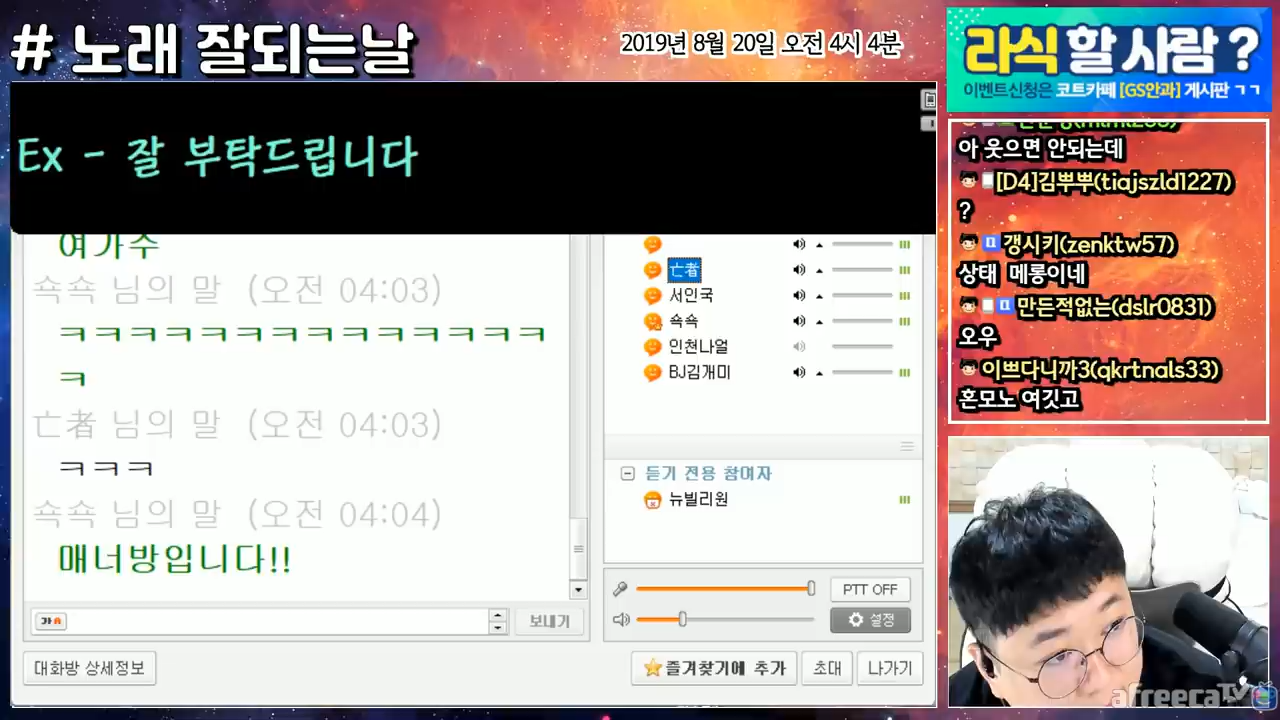 # 노래 잘되는날
2019년 8월 20일 오전 4시 4분
라식 할 사람 ?
이벤트신청은 코트카페 [GS안과] 게시판 ㄱㄱ
Ex - 잘 부탁드립니다
여가수
쇽쇽 님의 말 (오전 04:03)
ㅋㅋㅋㅋㅋㅋㅋㅋㅋㅋㅋㅋㅋㅋ
ㅋ
亡者 님의 말 (오전 04:03)
ㅋㅋㅋ
쇽쇽 님의 말 (오전 04:04)
매너방입니다!!
가가
보내기
대화방 상세정보
亡者
서인국
쇽쇽
인천나얼
BJ김개미
듣기 전용 참여자
뉴빌리원
PTT OFF
설정
즐겨찾기에 추가
초대
나가기
아 웃으면 안되는데
[D4]김뿌뿌(tiajszld1227)
?
갱시키(zenktw57)
상태 메롱이네
만든적없는(dslr0831)
오우
이쁘다니까3(qkrtnals33)
혼모노 여깃고
afreecaTV